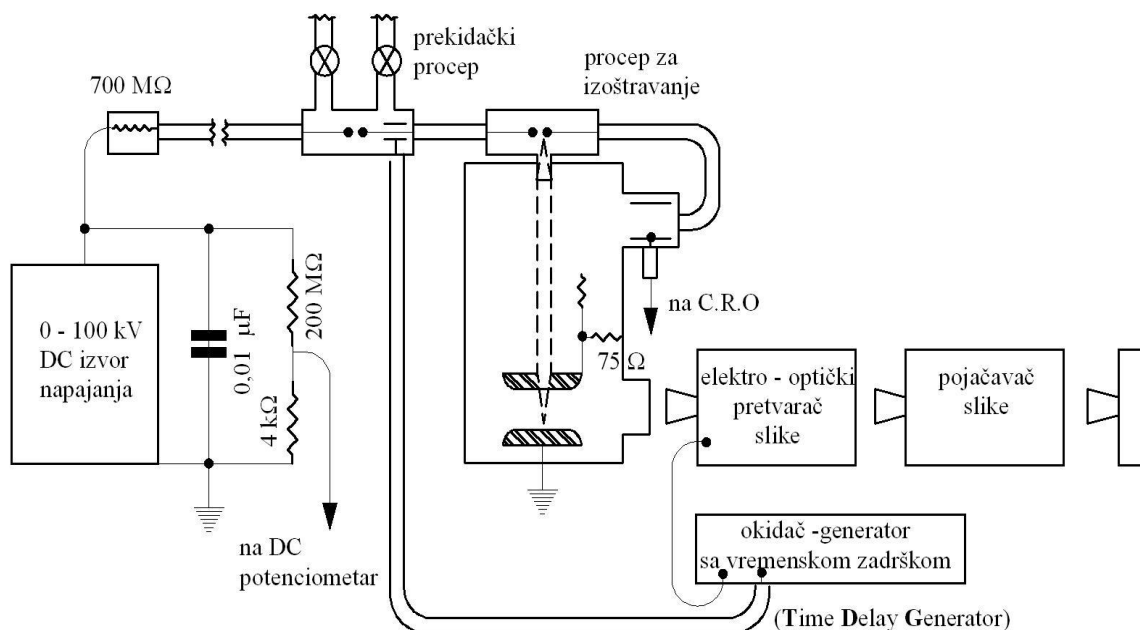 prekidački
procep
procep za
izoštravanje
700 MΩ
0 - 100 kV
DC izvor
napajanja
0,01 μF
200 MΩ
4 kΩ
na DC
potenciometar
na C.R.O
75 Ω
elektro - optički
pretvarač
slike
pojačavač
slike
okidač -generator
sa vremenskom zadrškom
(Time Delay Generator)